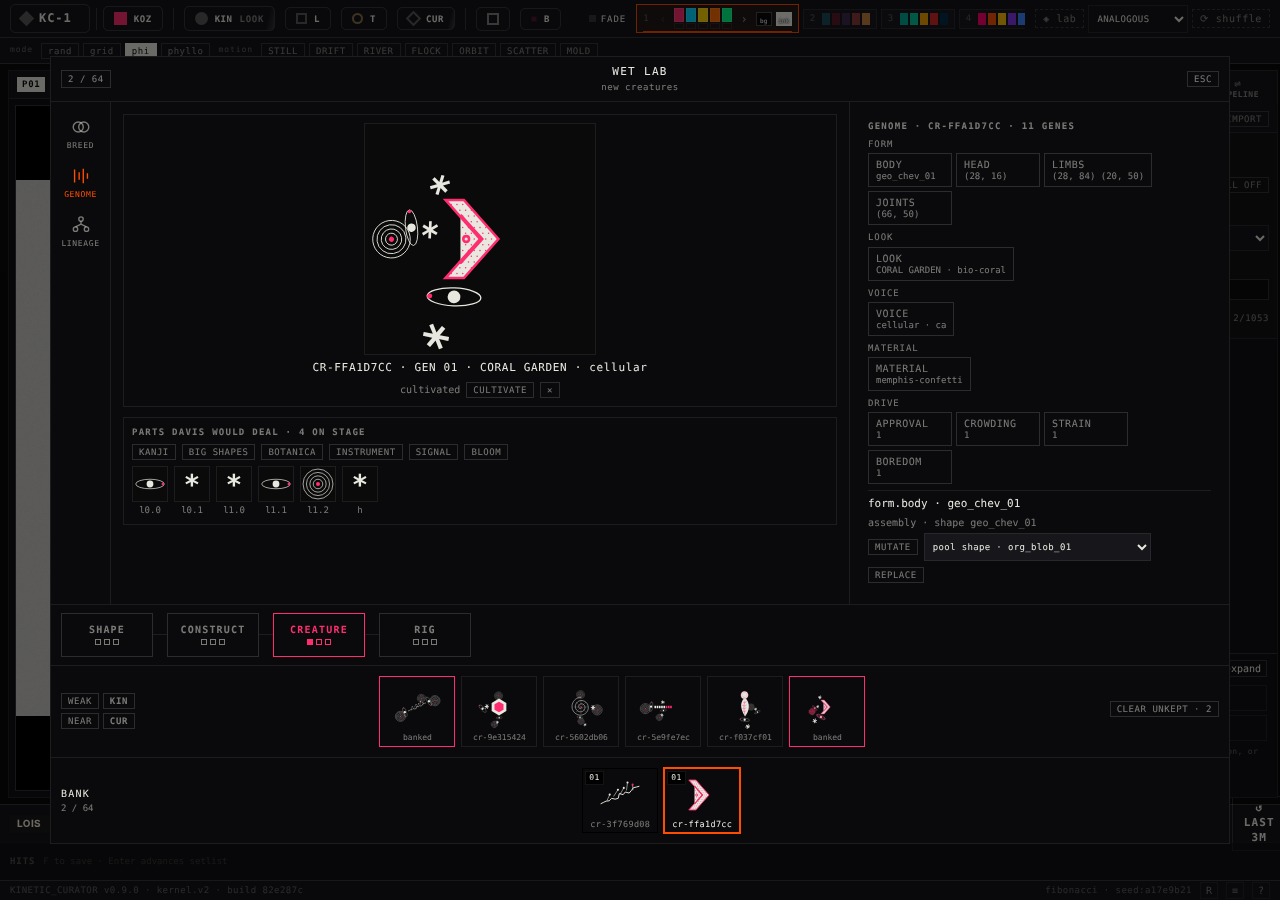 KC-1 KOZ KIN LOOK L T CUR B FADE 1 bg 2 3 4 lab ANALOGOUS shuffle
mode rand grid phi phyllo motion STILL DRIFT RIVER FLOCK ORBIT SCATTER MOLD
P01
2 / 64
WET LAB
new creatures
ESC
BREED
GENOME
LINEAGE
CR-FFA1D7CC · GEN 01 · CORAL GARDEN · cellular
cultivated CULTIVATE ×
PARTS DAVIS WOULD DEAL · 4 ON STAGE
KANJI BIG SHAPES BOTANICA INSTRUMENT SIGNAL BLOOM
l0.0 l0.1 l1.0 l1.1 l1.2 h
GENOME · CR-FFA1D7CC · 11 GENES
FORM
BODY
geo_chev_01
HEAD
(28, 16)
LIMBS
(28, 84) (20, 50)
JOINTS
(66, 50)
LOOK
LOOK
CORAL GARDEN · bio-coral
VOICE
VOICE
cellular · ca
MATERIAL
MATERIAL
memphis-confetti
DRIVE
APPROVAL
1
CROWDING
1
STRAIN
1
BOREDOM
1
form.body · geo_chev_01
assembly · shape geo_chev_01
MUTATE pool shape · org_blob_01
REPLACE
2/1053
SHAPE CONSTRUCT CREATURE RIG
WEAK KIN
NEAR CUR
banked cr-9e315424 cr-5602db06 cr-5e9fe7ec cr-f037cf01 banked
CLEAR UNKEPT · 2
BANK
2 / 64
01 cr-3f769d08
01 cr-ffa1d7cc
LOIS
LAST
3M
HITS F to save · Enter advances setlist
KINETIC_CURATOR v0.9.0 · kernel.v2 · build 82e287c
fibonacci · seed:a17e9b21 R ≡ ?